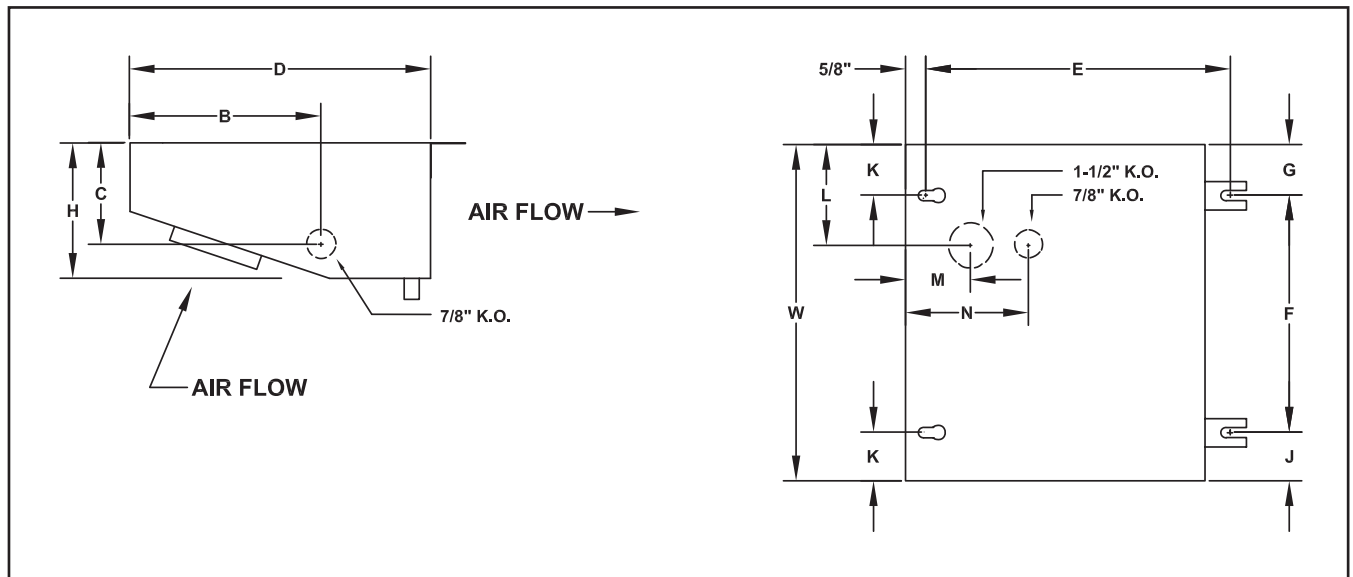 D
B
C
H
AIR FLOW
7/8" K.O.
AIR FLOW
5/8"
E
K
L
1-1/2" K.O.
7/8" K.O.
G
M
N
W
F
K
J